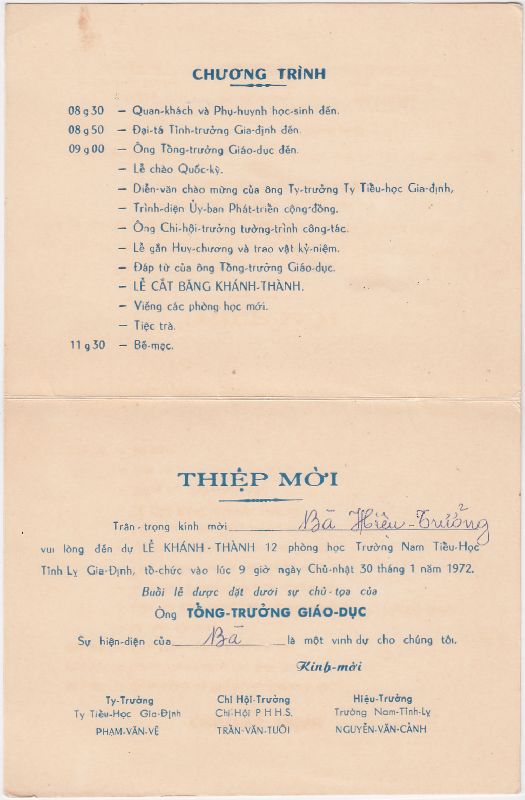 CHƯƠNG TRÌNH
08 g 30 — Quan-khách và Phụ-huynh học-sinh đến.
08 g 50 — Đại-tá Tỉnh-trưởng Gia-định đến.
09 g 00 — Ông Tổng-trưởng Giáo-dục đến.
— Lễ chào Quốc-kỳ.
— Diễn-văn chào mừng của ông Ty-trưởng Ty Tiểu-học Gia-định,
— Trình-diện Ủy-ban Phát-triển cộng-đồng.
— Ông Chi-hội-trưởng tường-trình công-tác.
— Lễ gắn Huy-chương và trao vật kỷ-niệm.
— Đáp từ của ông Tổng-trưởng Giáo-dục.
— LỄ CẮT BĂNG KHÁNH-THÀNH.
— Viếng các phòng học mới.
— Tiệc trà.
11 g 30 — Bế-mạc.
THIỆP MỜI
Trân-trọng kính mời Bà Hiệu-Trưởng
vui lòng đến dự LỄ KHÁNH-THÀNH 12 phòng học Trường Nam Tiểu-Học
Tỉnh Lỵ Gia-Định, tổ-chức vào lúc 9 giờ ngày Chủ-nhật 30 tháng 1 năm 1972.
Buổi lễ được đặt dưới sự chủ-tọa của
Ông TỔNG-TRƯỞNG GIÁO-DỤC
Sự hiện-diện của Bà là một vinh dự cho chúng tôi.
Kính-mời
Ty-Trưởng Chi Hội-Trưởng Hiệu-Trưởng
Ty Tiểu-Học Gia-Định Chi-Hội P H H S. Trường Nam-Tỉnh-Lỵ
PHẠM-VĂN-VỆ TRẦN-VĂN-TUÔI NGUYỄN-VĂN-CẢNH